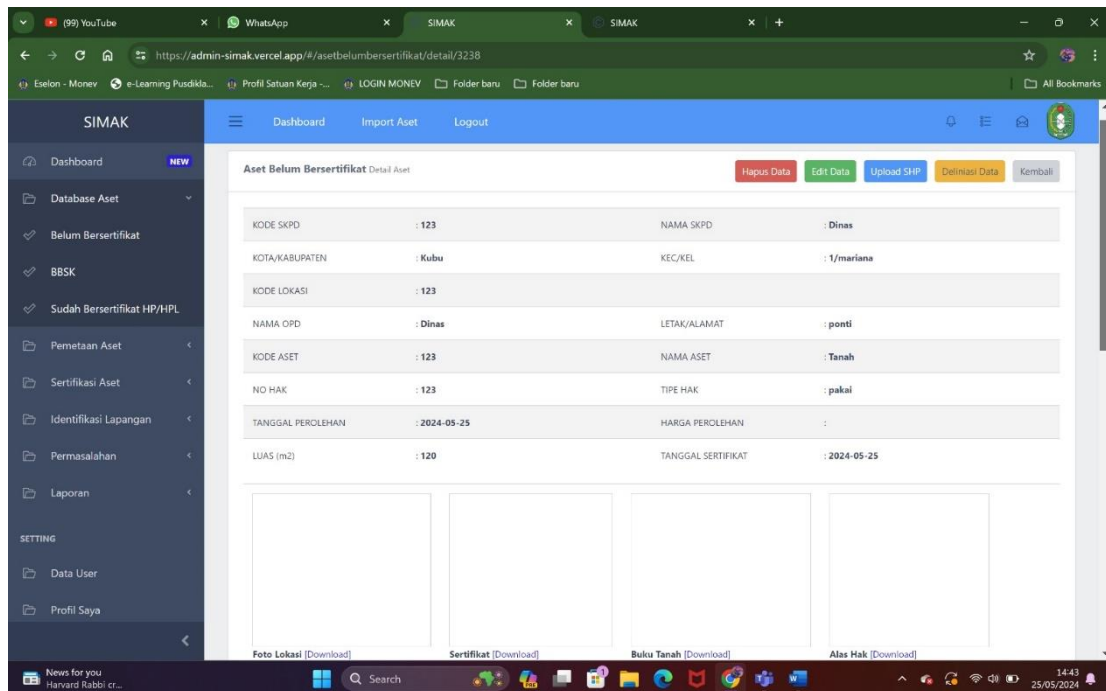 (99) YouTube
WhatsApp
SIMAK
SIMAK
https://admin-simak.vercel.app/#/asetbelumbersertifikat/detail/3238
Eselon - Monev
e-Learning Pusdikla...
Profil Satuan Kerja -...
LOGIN MONEV
Folder baru
Folder baru
All Bookmarks
SIMAK
Dashboard
Import Aset
Logout
Dashboard NEW
Database Aset
Belum Bersertifikat
BBSK
Sudah Bersertifikat HP/HPL
Pemetaan Aset
Sertifikasi Aset
Identifikasi Lapangan
Permasalahan
Laporan
SETTING
Data User
Profil Saya
Aset Belum Bersertifikat Detail Aset
Hapus Data
Edit Data
Upload SHP
Deliniasi Data
Kembali
KODE SKPD : 123 NAMA SKPD : Dinas
KOTA/KABUPATEN : Kubu KEC/KEL : 1/mariana
KODE LOKASI : 123
NAMA OPD : Dinas LETAK/ALAMAT : ponti
KODE ASET : 123 NAMA ASET : Tanah
NO HAK : 123 TIPE HAK : pakai
TANGGAL PEROLEHAN : 2024-05-25 HARGA PEROLEHAN :
LUAS (m2) : 120 TANGGAL SERTIFIKAT : 2024-05-25
Foto Lokasi [Download]
Sertifikat [Download]
Buku Tanah [Download]
Alas Hak [Download]
News for you
Harvard Rabbi cr...
Search
14:43
25/05/2024